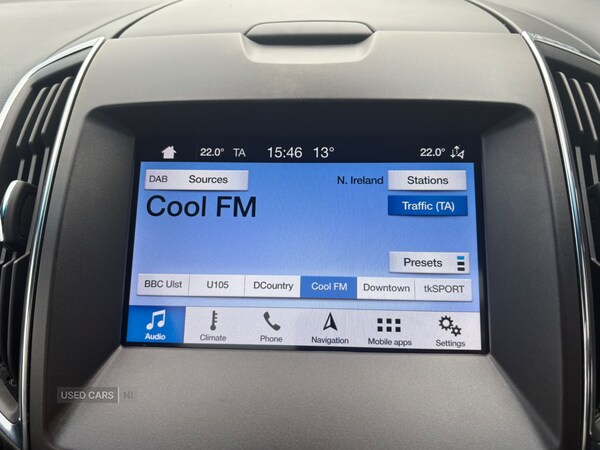 22.0° TA 15:46 13° 22.0°
DAB Sources N. Ireland Stations
Cool FM Traffic (TA)
Presets
BBC Ulst U105 DCountry Cool FM Downtown tkSPORT
Audio Climate Phone Navigation Mobile apps Settings
USED CARS NI